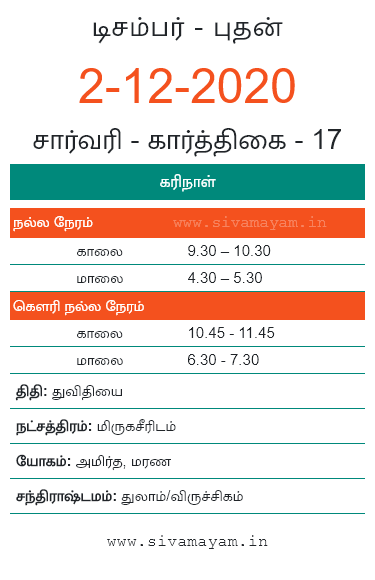 டிசம்பர் - புதன்
2-12-2020
சார்வரி - கார்த்திகை - 17
கரிநாள்
நல்ல நேரம் www.sivamayam.in
காலை 9.30 – 10.30
மாலை 4.30 – 5.30
கௌரி நல்ல நேரம்
காலை 10.45 - 11.45
மாலை 6.30 - 7.30
திதி: துவிதியை
நட்சத்திரம்: மிருகசீரிடம்
யோகம்: அமிர்த, மரண
சந்திராஷ்டமம்: துலாம்/விருச்சிகம்
www.sivamayam.in